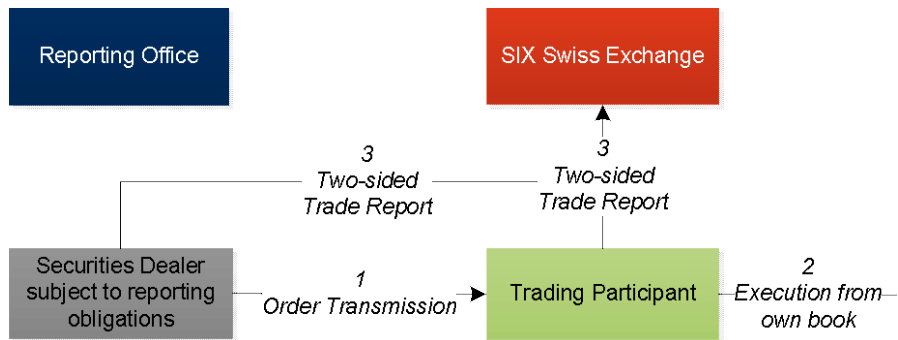 Reporting Office
SIX Swiss Exchange
3
Two-sided
Trade Report
3
Two-sided
Trade Report
Securities Dealer
subject to reporting
obligations
1
Order Transmission
Trading Participant
2
Execution from
own book